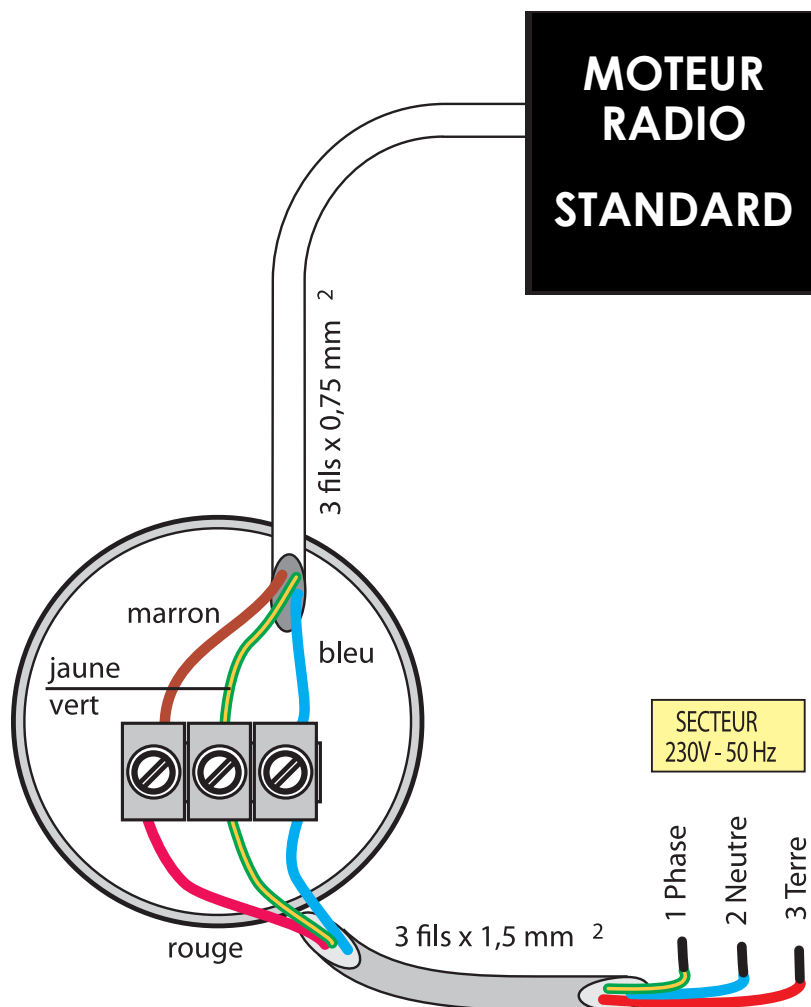 MOTEUR
RADIO
STANDARD
3 fils x 0,75 mm 2
marron
bleu
jaune
vert
SECTEUR
230V - 50 Hz
1 Phase
2 Neutre
3 Terre
rouge
3 fils x 1,5 mm 2